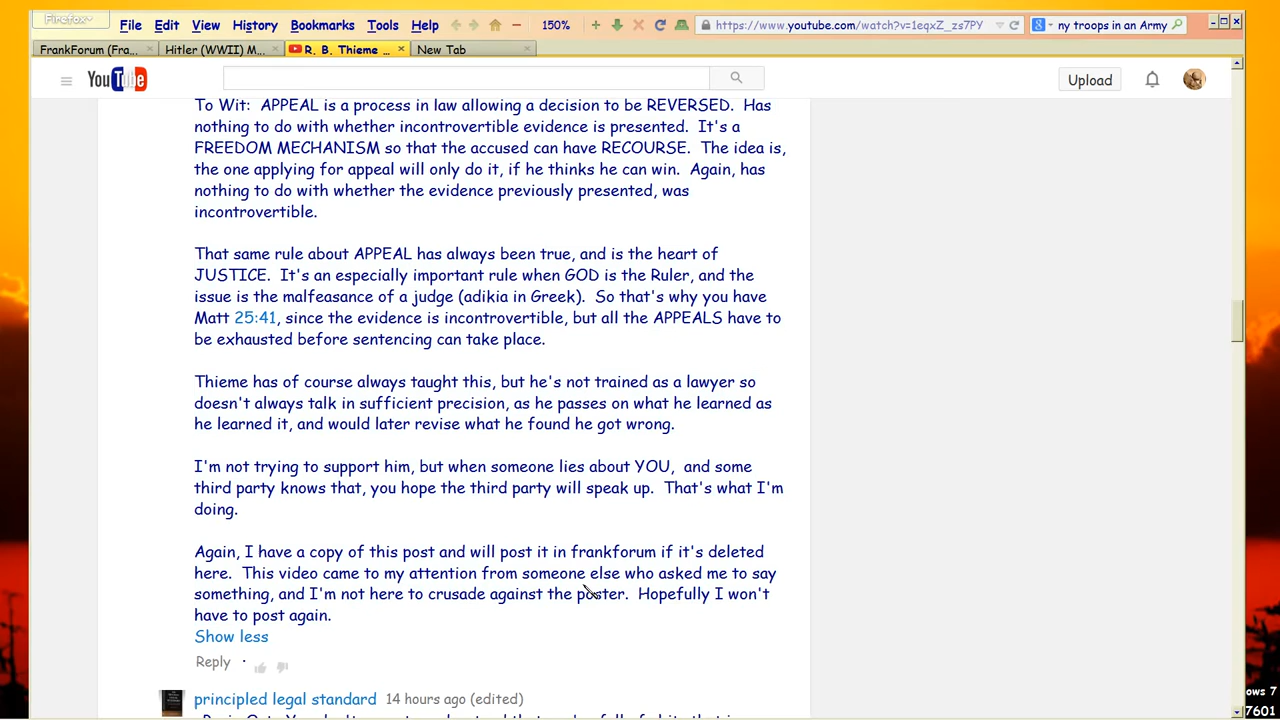 Firefox
File Edit View History Bookmarks Tools Help
150%
https://www.youtube.com/watch?v=1eqxZ_zs7PY
ny troops in an Army
FrankForum (Fra...
Hitler (WWII) M...
R. B. Thieme ...
New Tab
YouTube
Upload
To Wit: APPEAL is a process in law allowing a decision to be REVERSED. Has
nothing to do with whether incontrovertible evidence is presented. It's a
FREEDOM MECHANISM so that the accused can have RECOURSE. The idea is,
the one applying for appeal will only do it, if he thinks he can win. Again, has
nothing to do with whether the evidence previously presented, was
incontrovertible.
That same rule about APPEAL has always been true, and is the heart of
JUSTICE. It's an especially important rule when GOD is the Ruler, and the
issue is the malfeasance of a judge (adikia in Greek). So that's why you have
Matt 25:41, since the evidence is incontrovertible, but all the APPEALS have to
be exhausted before sentencing can take place.
Thieme has of course always taught this, but he's not trained as a lawyer so
doesn't always talk in sufficient precision, as he passes on what he learned as
he learned it, and would later revise what he found he got wrong.
I'm not trying to support him, but when someone lies about YOU, and some
third party knows that, you hope the third party will speak up. That's what I'm
doing.
Again, I have a copy of this post and will post it in frankforum if it's deleted
here. This video came to my attention from someone else who asked me to say
something, and I'm not here to crusade against the poster. Hopefully I won't
have to post again.
Show less
Reply ·
principled legal standard 14 hours ago (edited)
ows 7
7601